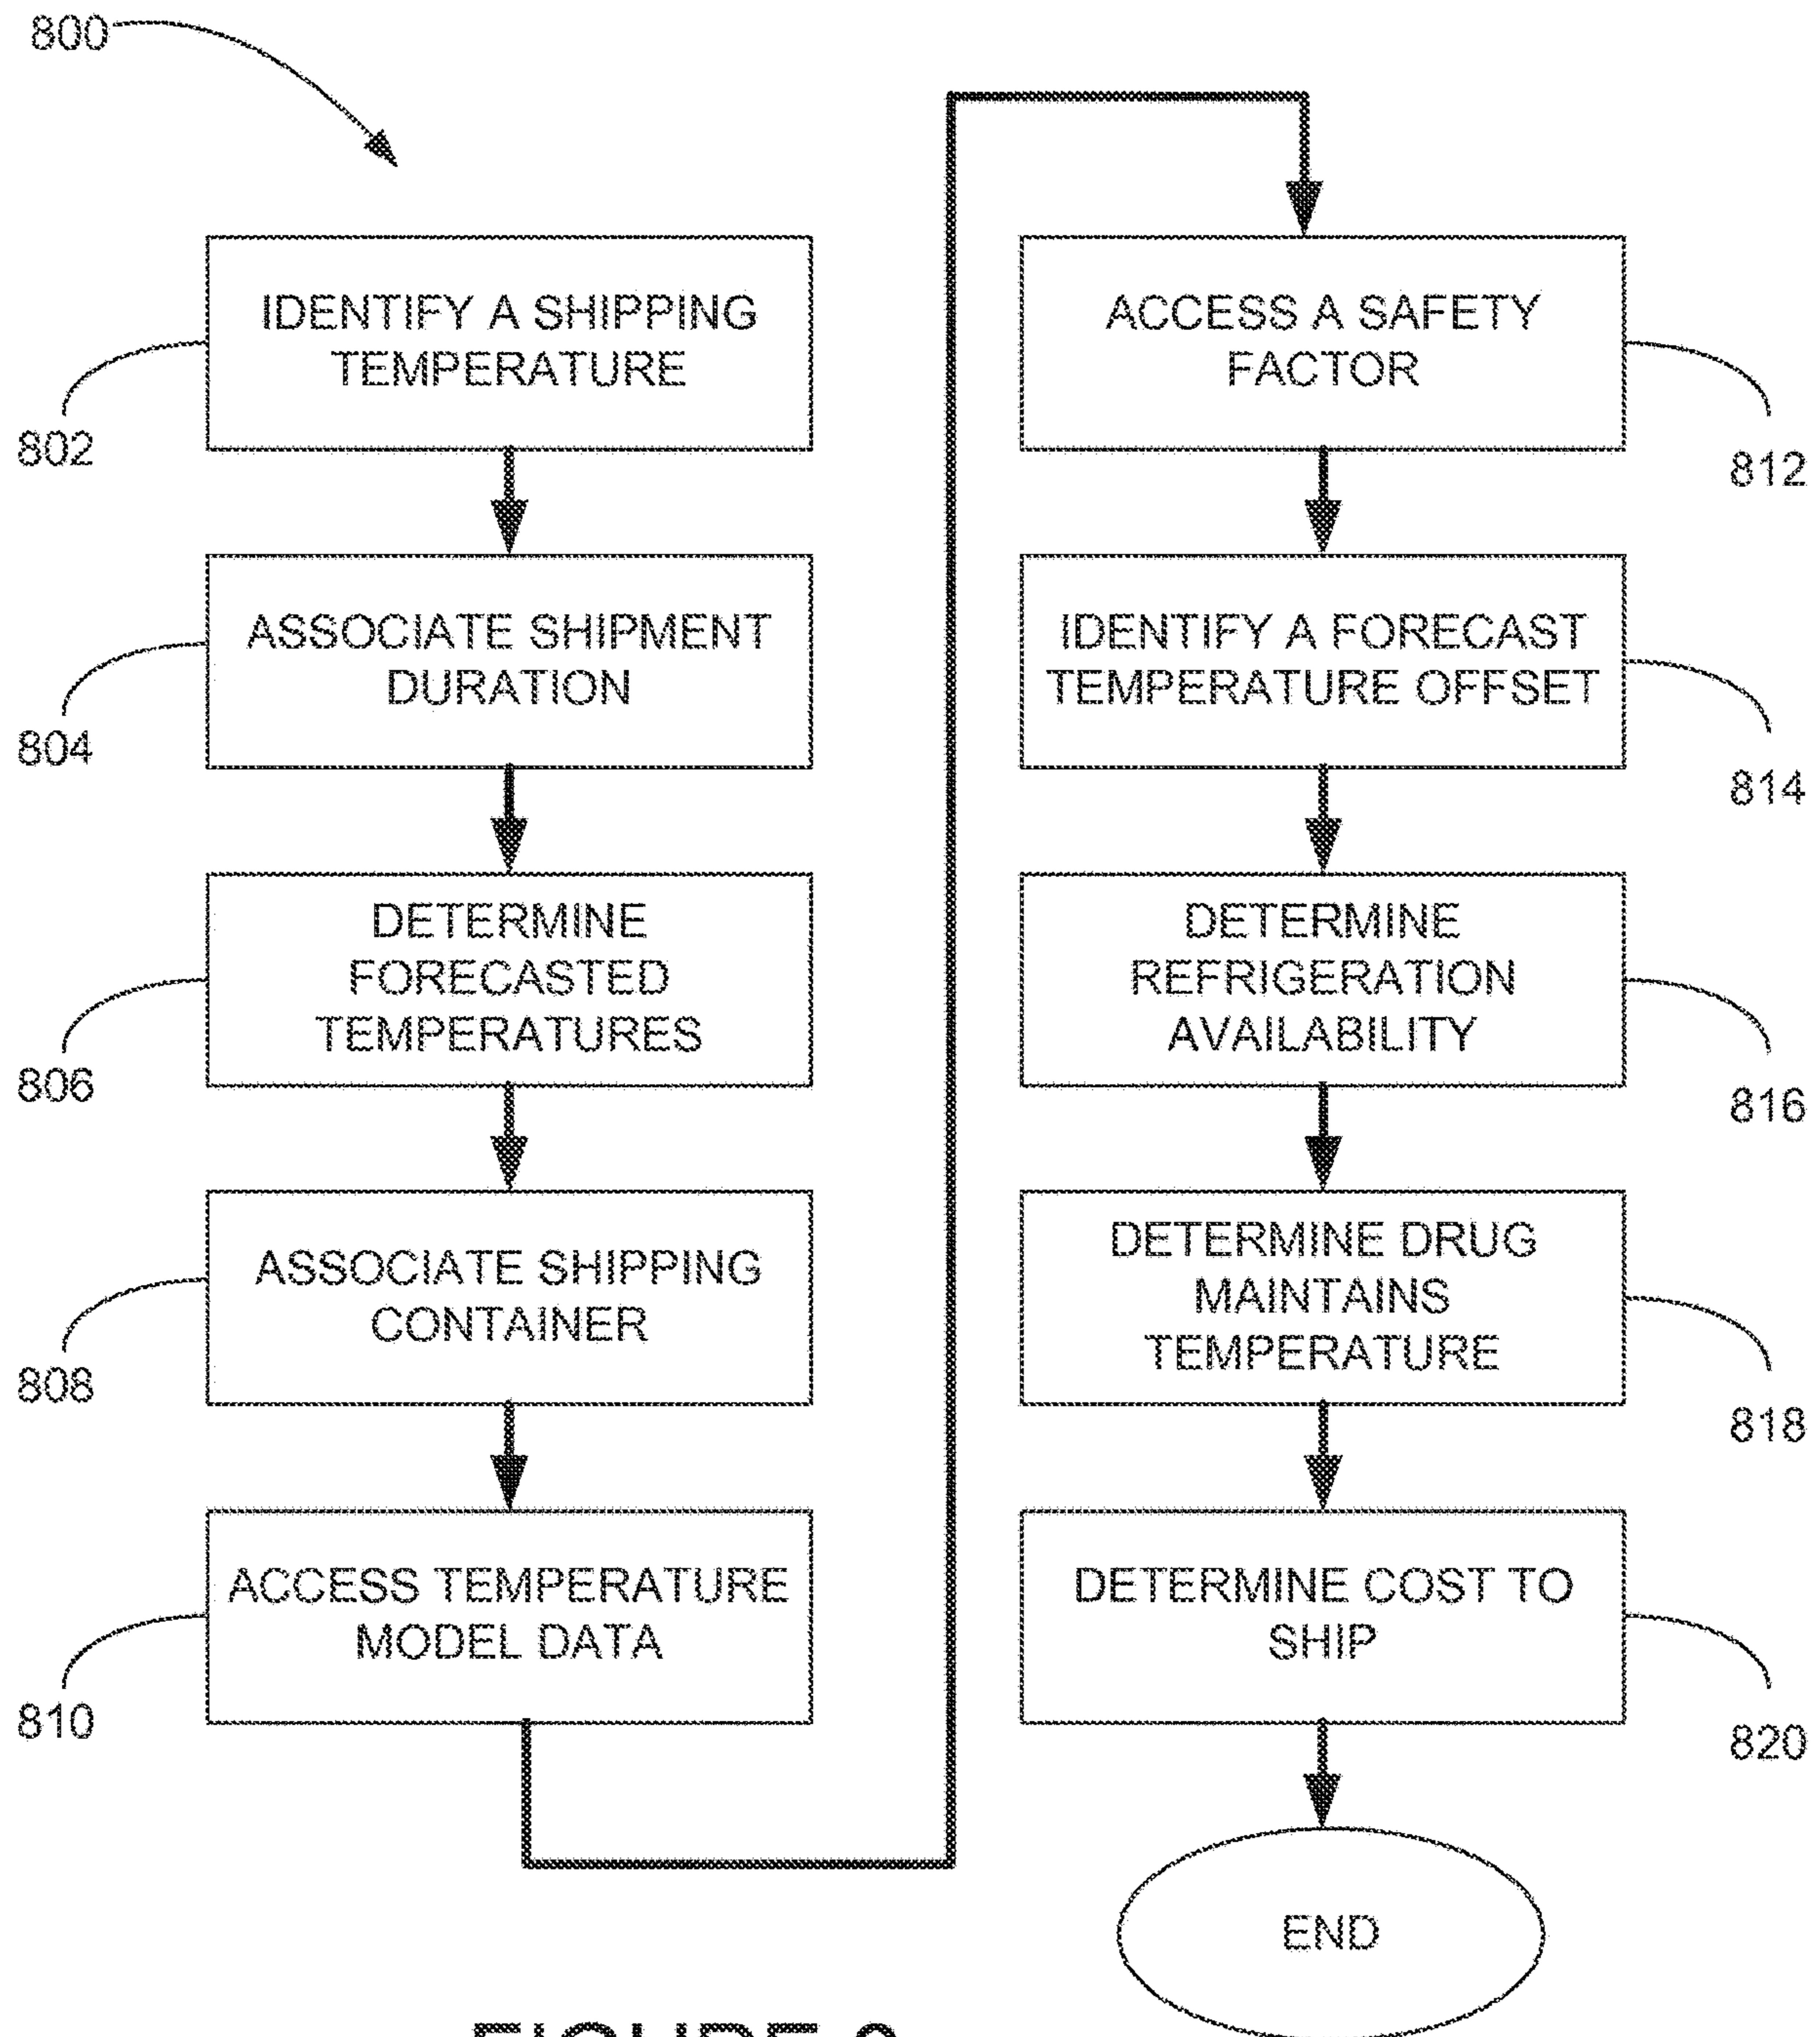 800
IDENTIFY A SHIPPING
TEMPERATURE
802
ASSOCIATE SHIPMENT
DURATION
804
DETERMINE
FORECASTED
TEMPERATURES
806
ASSOCIATE SHIPPING
CONTAINER
808
ACCESS TEMPERATURE
MODEL DATA
810
ACCESS A SAFETY
FACTOR
812
IDENTIFY A FORECAST
TEMPERATURE OFFSET
814
DETERMINE
REFRIGERATION
AVAILABILITY
816
DETERMINE DRUG
MAINTAINS
TEMPERATURE
818
DETERMINE COST TO
SHIP
820
END
FIGURE